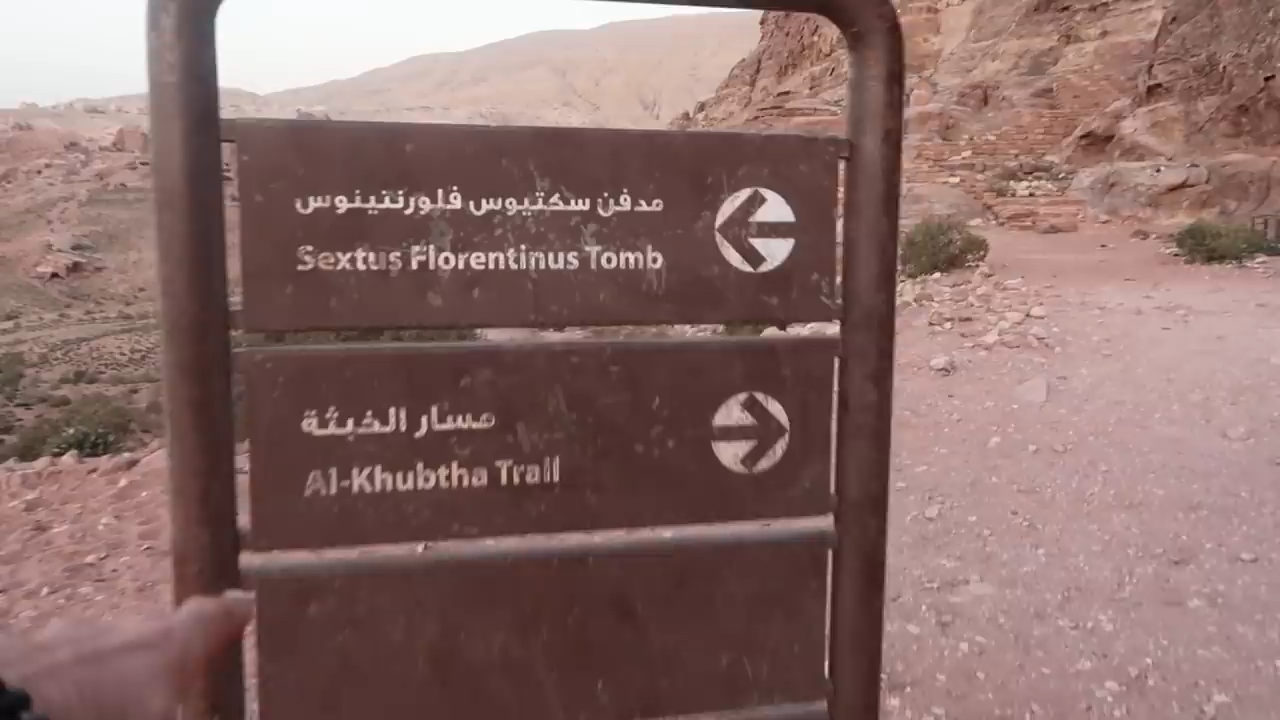 مدفن سكتيوس فلورنتينوس
Sextus Florentinus Tomb
مسار الخبثة
Al-Khubtha Trail